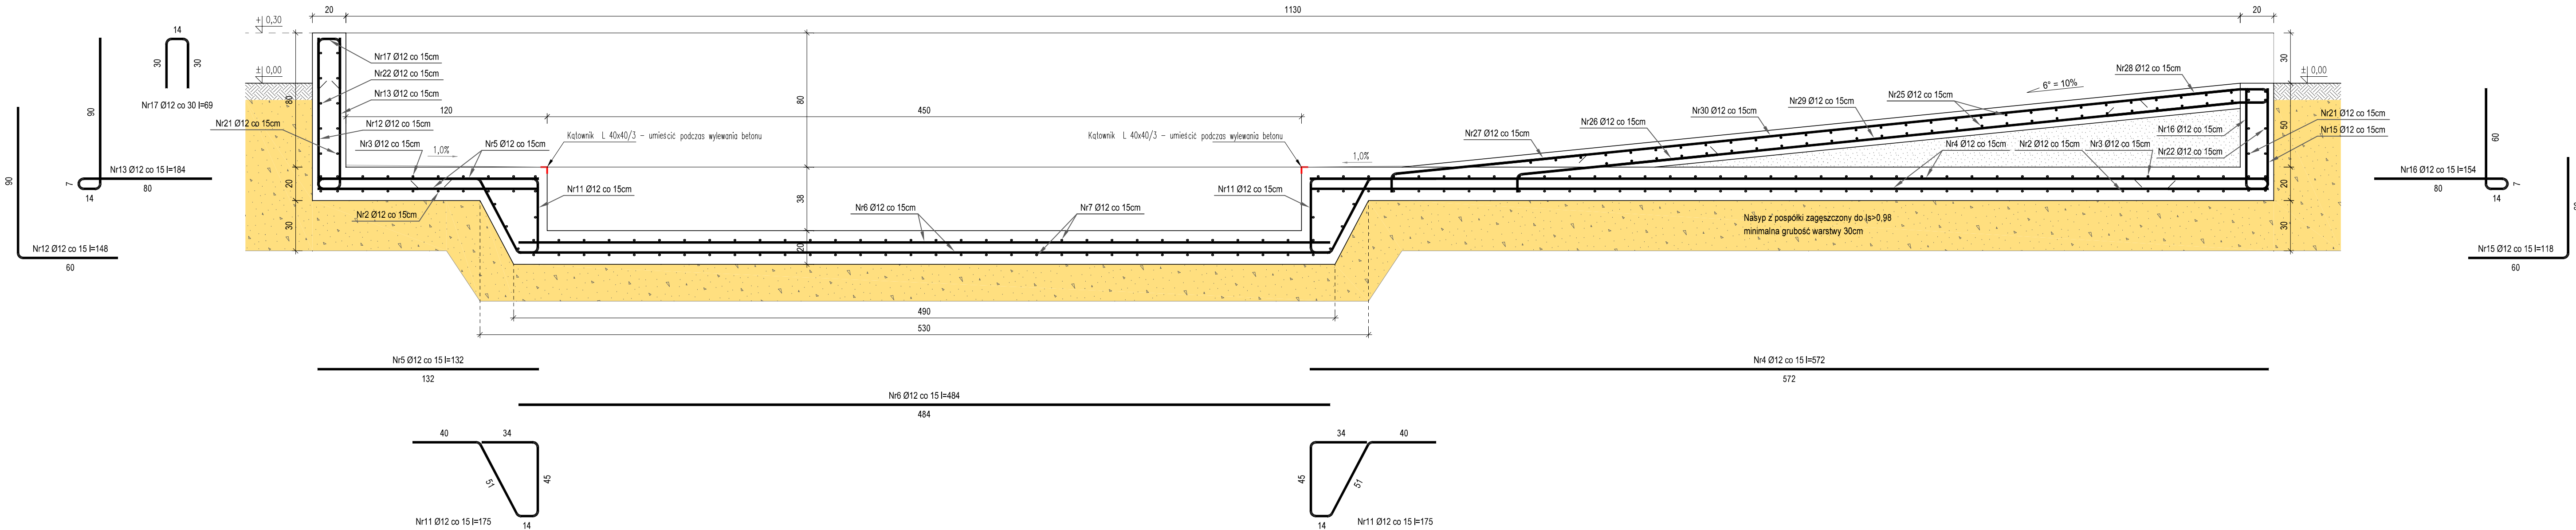 20
1130
20
±| 0,30
14
30
30
Nr17 Ø12 co 30 l=69
90
Nr13 Ø12 co 15 l=184
80
7
14
90
Nr12 Ø12 co 15 l=148
60
±| 0,00
80
20
30
Nr17 Ø12 co 15cm
Nr22 Ø12 co 15cm
Nr13 Ø12 co 15cm
120
450
Nr21 Ø12 co 15cm
Nr12 Ø12 co 15cm
Nr3 Ø12 co 15cm
1,0%
Nr5 Ø12 co 15cm
Kątownik L 40x40/3 - umieścić podczas wylewania betonu
Kątownik L 40x40/3 - umieścić podczas wylewania betonu
80
38
20
1,0%
Nr11 Ø12 co 15cm
Nr11 Ø12 co 15cm
Nr2 Ø12 co 15cm
Nr6 Ø12 co 15cm
Nr7 Ø12 co 15cm
6° = 10%
Nr28 Ø12 co 15cm
Nr25 Ø12 co 15cm
Nr29 Ø12 co 15cm
Nr30 Ø12 co 15cm
Nr26 Ø12 co 15cm
Nr27 Ø12 co 15cm
Nr16 Ø12 co 15cm
Nr4 Ø12 co 15cm
Nr2 Ø12 co 15cm
Nr3 Ø12 co 15cm
Nr22 Ø12 co 15cm
Nr21 Ø12 co 15cm
Nr15 Ø12 co 15cm
±| 0,00
30
50
20
30
Nasyp z pospółki zagęszczony do Is>0,98
minimalna grubość warstwy 30cm
60
Nr16 Ø12 co 15 l=154
80
7
14
Nr15 Ø12 co 15 l=118
60
490
530
Nr5 Ø12 co 15 l=132
132
Nr4 Ø12 co 15 l=572
572
Nr6 Ø12 co 15 l=484
484
40
34
51
45
14
Nr11 Ø12 co 15 l=175
34
40
45
51
14
Nr11 Ø12 co 15 l=175